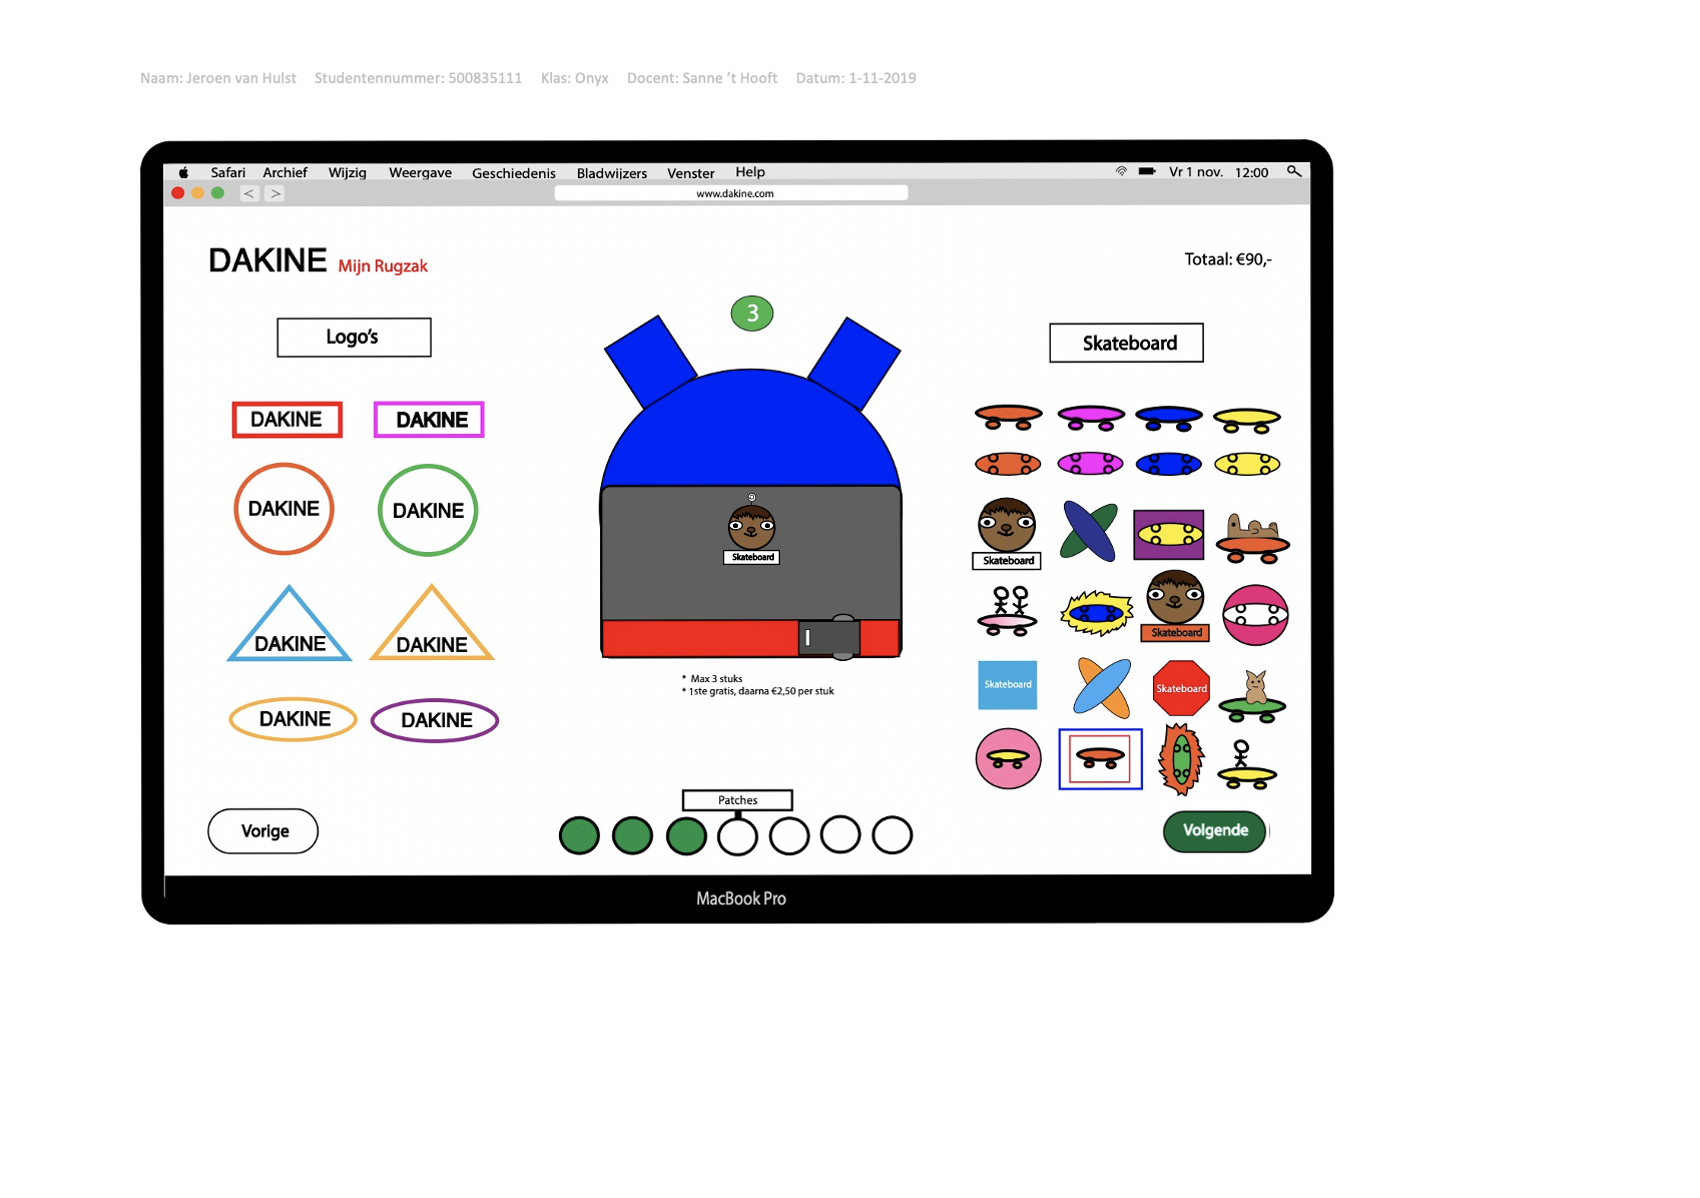 Naam: Jeroen van Hulst Studentennummer: 500835111 Klas: Onyx Docent: Sanne ’t Hooft Datum: 1-11-2019
Safari Archief Wijzig Weergave Geschiedenis Bladwijzers Venster Help Vr 1 nov. 12:00
< > www.dakine.com
DAKINE Mijn Rugzak
Totaal: €90,-
Logo’s
DAKINE DAKINE
DAKINE DAKINE
DAKINE DAKINE
DAKINE DAKINE
3
Skateboard
* Max 3 stuks
* 1ste gratis, daarna €2,50 per stuk
Skateboard
Skateboard
Skateboard
Skateboard Skateboard
Vorige
Patches
Volgende
MacBook Pro